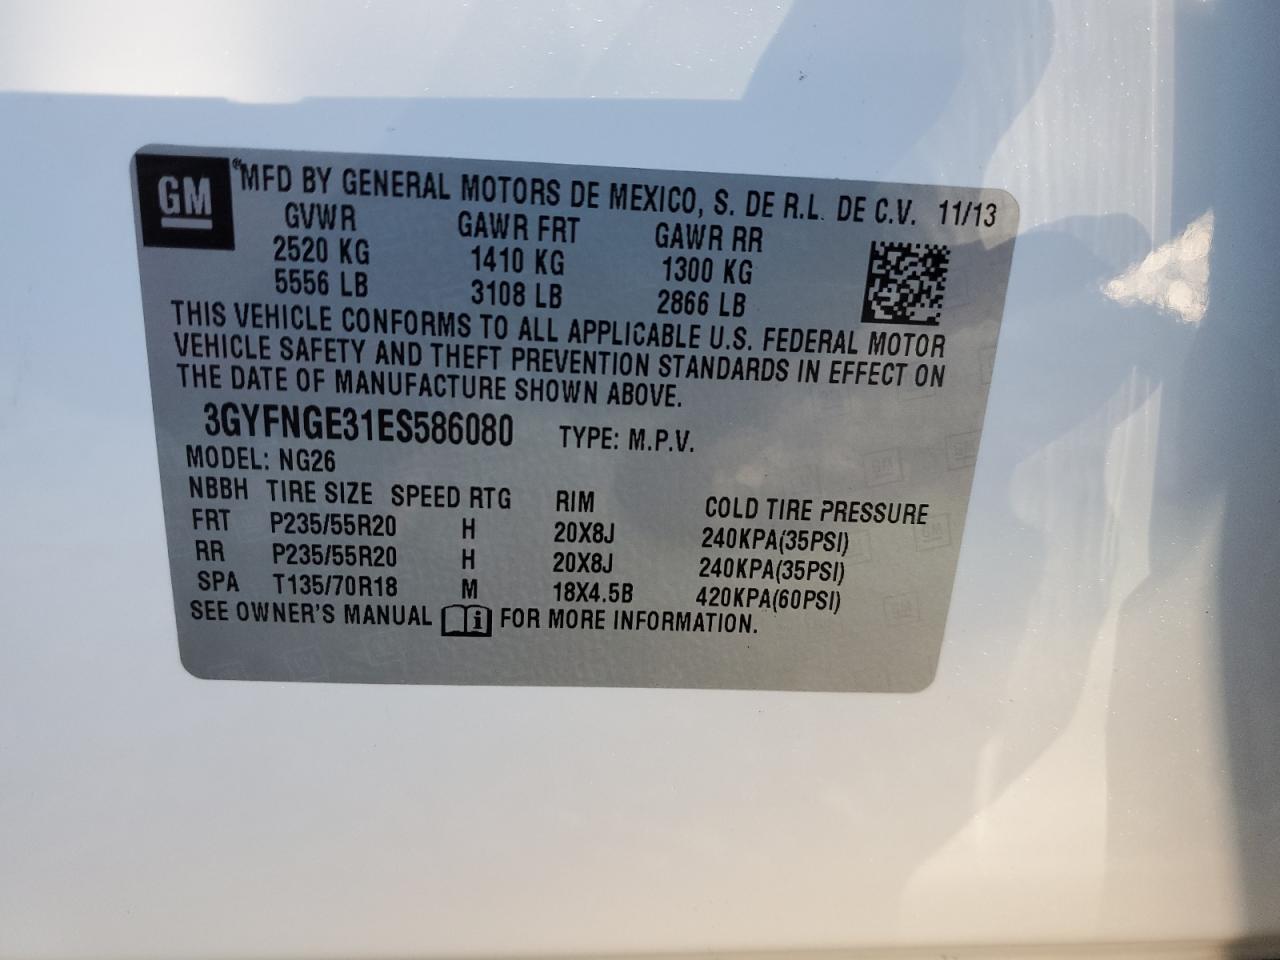 GM
MFD BY GENERAL MOTORS DE MEXICO, S. DE R.L. DE C.V. 11/13
GVWR GAWR FRT GAWR RR
2520 KG 1410 KG 1300 KG
5556 LB 3108 LB 2866 LB
THIS VEHICLE CONFORMS TO ALL APPLICABLE U.S. FEDERAL MOTOR
VEHICLE SAFETY AND THEFT PREVENTION STANDARDS IN EFFECT ON
THE DATE OF MANUFACTURE SHOWN ABOVE.
3GYFNGE31ES586080 TYPE: M.P.V.
MODEL: NG26
NBBH TIRE SIZE SPEED RTG RIM COLD TIRE PRESSURE
FRT P235/55R20 H 20X8J 240KPA(35PSI)
RR P235/55R20 H 20X8J 240KPA(35PSI)
SPA T135/70R18 M 18X4.5B 420KPA(60PSI)
SEE OWNER'S MANUAL i FOR MORE INFORMATION.